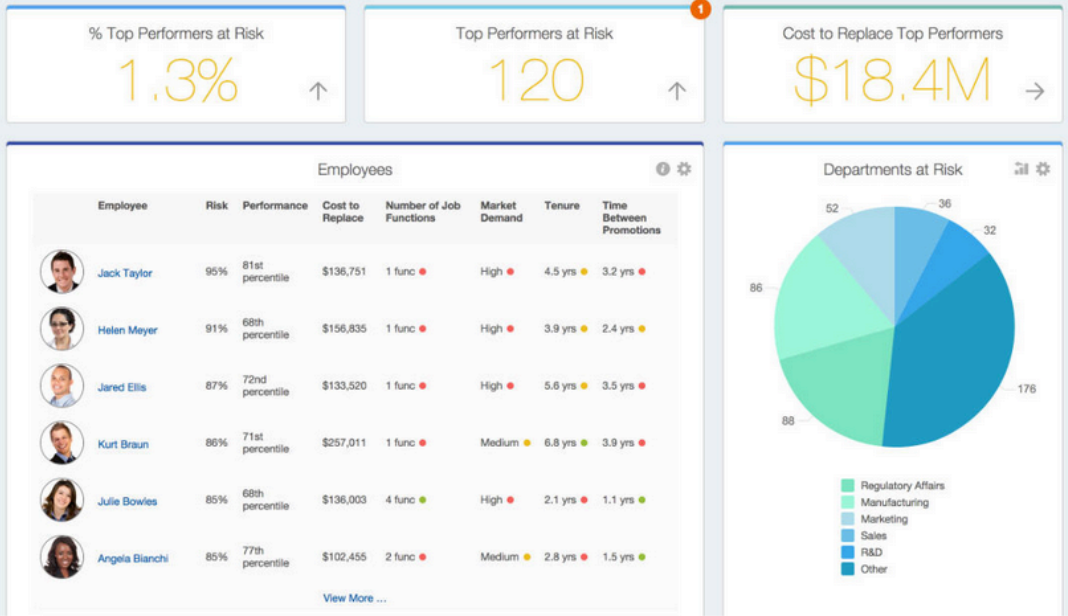 % Top Performers at Risk
1.3%
Top Performers at Risk
120
1
Cost to Replace Top Performers
$18.4M
Employees
Employee Risk Performance Cost to Replace Number of Job Functions Market Demand Tenure Time Between Promotions
Jack Taylor 95% 81st percentile $136,751 1 func High 4.5 yrs 3.2 yrs
Helen Meyer 91% 68th percentile $156,835 1 func High 3.9 yrs 2.4 yrs
Jared Ellis 87% 72nd percentile $133,520 1 func High 5.6 yrs 3.5 yrs
Kurt Braun 86% 71st percentile $257,011 1 func Medium 6.8 yrs 3.9 yrs
Julie Bowles 85% 68th percentile $136,003 4 func High 2.1 yrs 1.1 yrs
Angela Bianchi 85% 77th percentile $102,455 2 func Medium 2.8 yrs 1.5 yrs
View More ...
Departments at Risk
52
36
32
86
176
88
Regulatory Affairs
Manufacturing
Marketing
Sales
R&D
Other